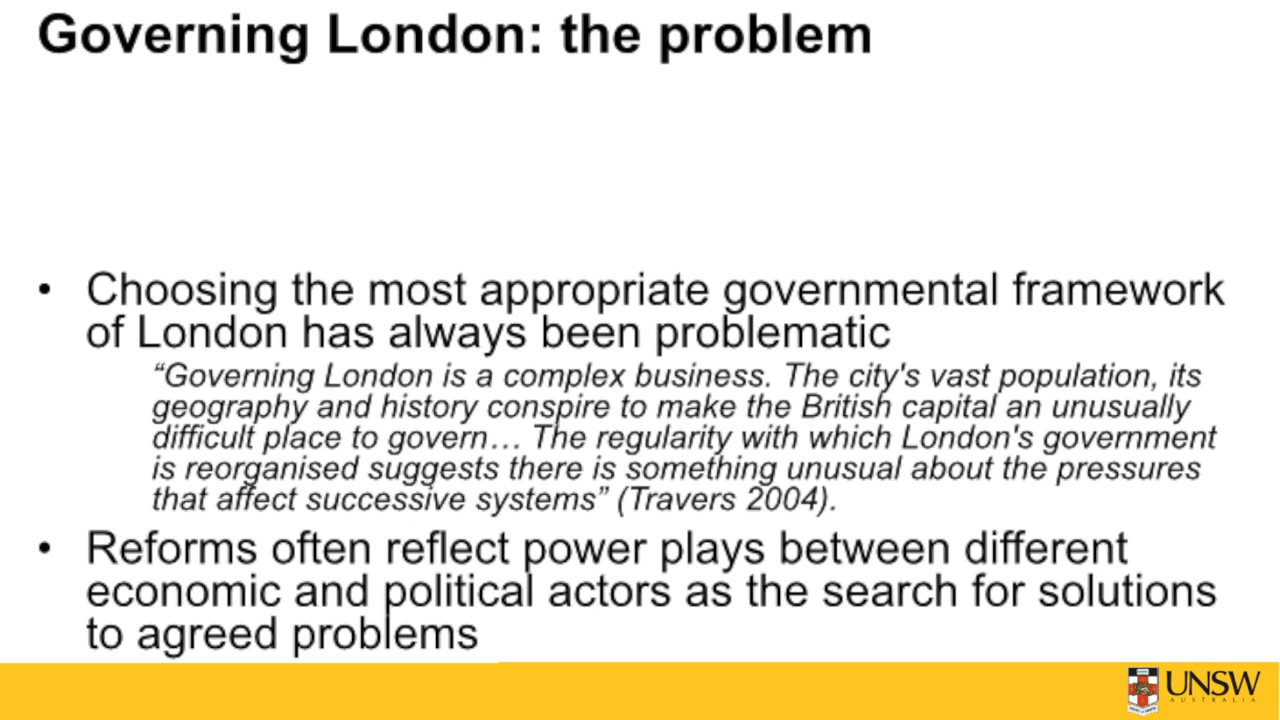 Governing London: the problem
• Choosing the most appropriate governmental framework
of London has always been problematic
“Governing London is a complex business. The city's vast population, its
geography and history conspire to make the British capital an unusually
difficult place to govern… The regularity with which London's government
is reorganised suggests there is something unusual about the pressures
that affect successive systems” (Travers 2004).
• Reforms often reflect power plays between different
economic and political actors as the search for solutions
to agreed problems
UNSW
AUSTRALIA